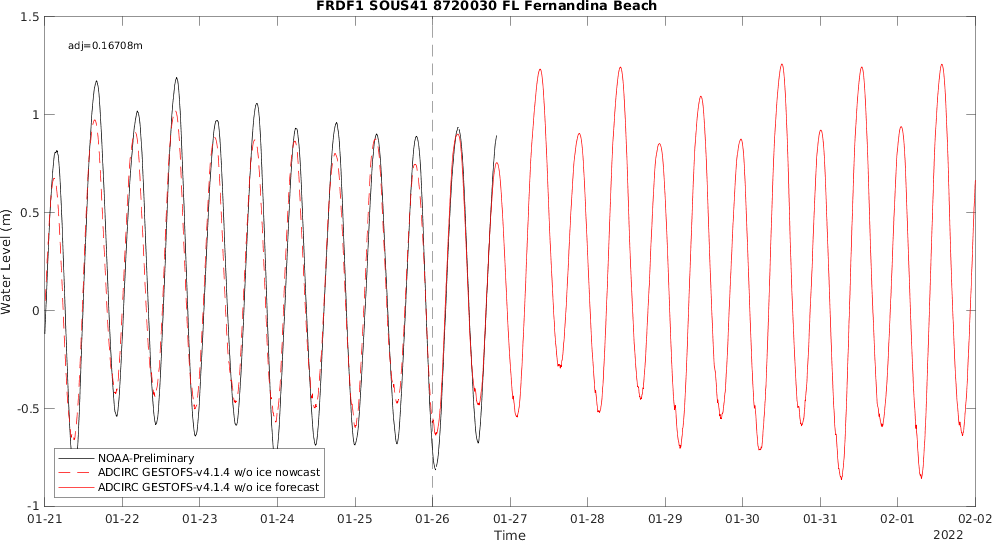 FRDF1 SOUS41 8720030 FL Fernandina Beach
adj=0.16708m
1.5
1
0.5
0
-0.5
-1
Water Level (m)
NOAA-Preliminary
ADCIRC GESTOFS-v4.1.4 w/o ice nowcast
ADCIRC GESTOFS-v4.1.4 w/o ice forecast
01-21 01-22 01-23 01-24 01-25 01-26 01-27 01-28 01-29 01-30 01-31 02-01 02-02
Time
2022